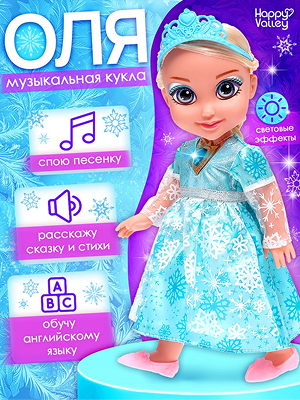 ОЛЯ
музыкальная кукла
Happy
Valley
световые
эффекты
спою песенку
расскажу
сказку и стихи
A
B C
обучу
английскому
языку